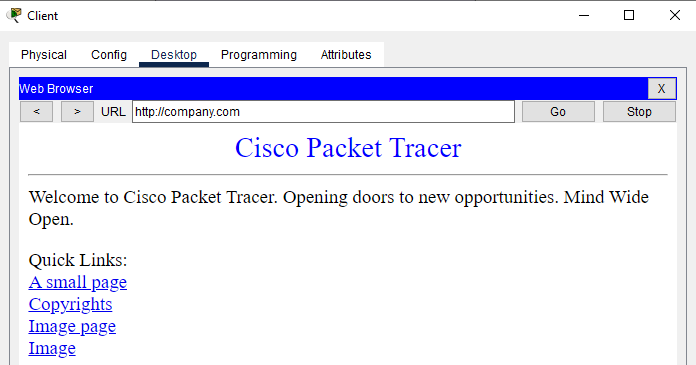 Client
Physical Config Desktop Programming Attributes
Web Browser X
< > URL http://company.com Go Stop
Cisco Packet Tracer
Welcome to Cisco Packet Tracer. Opening doors to new opportunities. Mind Wide
Open.
Quick Links:
A small page
Copyrights
Image page
Image